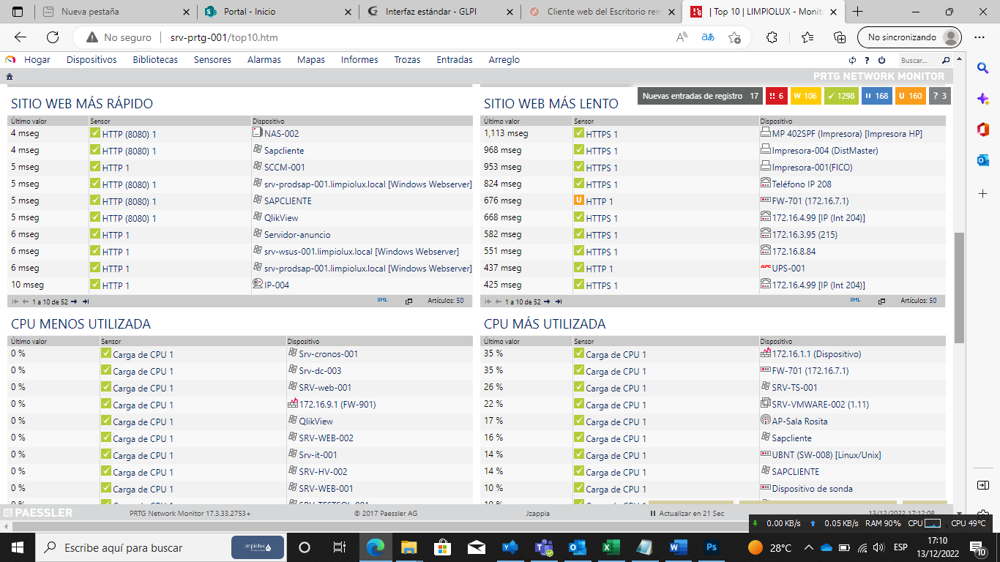 Nueva pestaña
Portal - Inicio
Interfaz estándar - GLPI
Cliente web del Escritorio rem
| Top 10 | LIMPIOLUX - Monito
No seguro
srv-prtg-001/top10.htm
No sincronizando
Hogar Dispositivos Bibliotecas Sensores Alarmas Mapas Informes Trozas Entradas Arreglo
Buscar...
PRTG NETWORK MONITOR
Nuevas entradas de registro 17
6
W 106
1298
168
U 160
? 3
SITIO WEB MÁS RÁPIDO
Último valor Sensor Dispositivo
4 mseg HTTP (8080) 1 NAS-002
4 mseg HTTP (8080) 1 Sapcliente
5 mseg HTTP 1 SCCM-001
5 mseg HTTP (8080) 1 srv-prodsap-001.limpiolux.local [Windows Webserver]
5 mseg HTTP (8080) 1 SAPCLIENTE
5 mseg HTTP (8080) 1 QlikView
6 mseg HTTP 1 Servidor-anuncio
6 mseg HTTP 1 srv-wsus-001.limpiolux.local [Windows Webserver]
6 mseg HTTP 1 srv-prodsap-001.limpiolux.local [Windows Webserver]
10 mseg HTTP 1 IP-004
1 a 10 de 52 XML Artículos: 50
SITIO WEB MÁS LENTO
Último valor Sensor Dispositivo
1,113 mseg HTTPS 1 MP 402SPF (Impresora) [Impresora HP]
968 mseg HTTPS 1 Impresora-004 (DistMaster)
953 mseg HTTPS 1 Impresora-001(FICO)
824 mseg HTTPS 1 Teléfono IP 208
676 mseg U HTTP 1 FW-701 (172.16.7.1)
668 mseg HTTPS 1 172.16.4.99 [IP (Int 204)]
582 mseg HTTPS 1 172.16.3.95 (215)
551 mseg HTTPS 1 172.16.8.84
437 mseg HTTP 1 APC UPS-001
425 mseg HTTPS 1 172.16.4.99 [IP (Int 204)]
1 a 10 de 52 XML Artículos: 50
CPU MENOS UTILIZADA
Último valor Sensor Dispositivo
0 % Carga de CPU 1 Srv-cronos-001
0 % Carga de CPU 1 Srv-dc-003
0 % Carga de CPU 1 SRV-web-001
0 % Carga de CPU 1 172.16.9.1 (FW-901)
0 % Carga de CPU 1 QlikView
0 % Carga de CPU 1 SRV-WEB-002
0 % Carga de CPU 1 Srv-it-001
0 % Carga de CPU 1 SRV-HV-002
0 % Carga de CPU 1 SRV-WEB-001
CPU MÁS UTILIZADA
Último valor Sensor Dispositivo
35 % Carga de CPU 1 172.16.1.1 (Dispositivo)
35 % Carga de CPU 1 FW-701 (172.16.7.1)
26 % Carga de CPU 1 SRV-TS-001
22 % Carga de CPU 1 SRV-VMWARE-002 (1.11)
17 % Carga de CPU 1 AP-Sala Rosita
16 % Carga de CPU 1 Sapcliente
14 % Carga de CPU 1 UBNT (SW-008) [Linux/Unix]
14 % Carga de CPU 1 SAPCLIENTE
10 % Carga de CPU 1 Dispositivo de sonda
PAESSLER PRTG Network Monitor 17.3.33.2753+ © 2017 Paessler AG Jzappia Actualizar en 21 Sec 13/12/2022 17:12:08
0.00 KB/s 0.05 KB/s RAM 90% CPU CPU 49ºC
Escribe aquí para buscar
limpiolux
28°C
ESP
17:10
13/12/2022
10